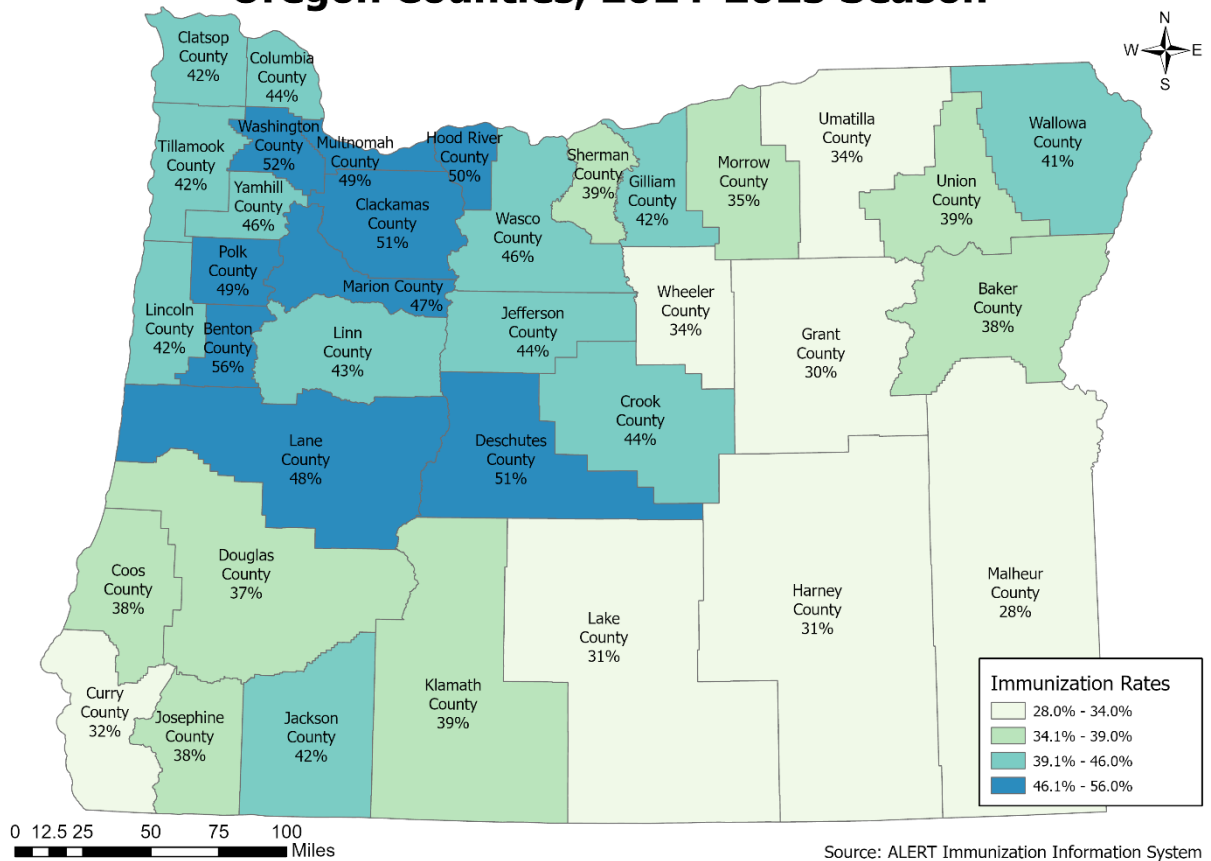 Oregon Counties, 2024-2025 Season
N
W
E
S
Clatsop
County
42%
Columbia
County
44%
Washington
County
52%
Multnomah
County
49%
Hood River
County
50%
Tillamook
County
42%
Yamhill
County
46%
Clackamas
County
51%
Wasco
County
46%
Sherman
County
39%
Gilliam
County
42%
Morrow
County
35%
Umatilla
County
34%
Union
County
39%
Wallowa
County
41%
Polk
County
49%
Marion County
47%
Lincoln
County
42%
Benton
County
56%
Linn
County
43%
Jefferson
County
44%
Wheeler
County
34%
Grant
County
30%
Baker
County
38%
Lane
County
48%
Deschutes
County
51%
Crook
County
44%
Coos
County
38%
Douglas
County
37%
Lake
County
31%
Harney
County
31%
Malheur
County
28%
Curry
County
32%
Josephine
County
38%
Jackson
County
42%
Klamath
County
39%
Immunization Rates
28.0% - 34.0%
34.1% - 39.0%
39.1% - 46.0%
46.1% - 56.0%
0 12.5 25 50 75 100
Miles
Source: ALERT Immunization Information System